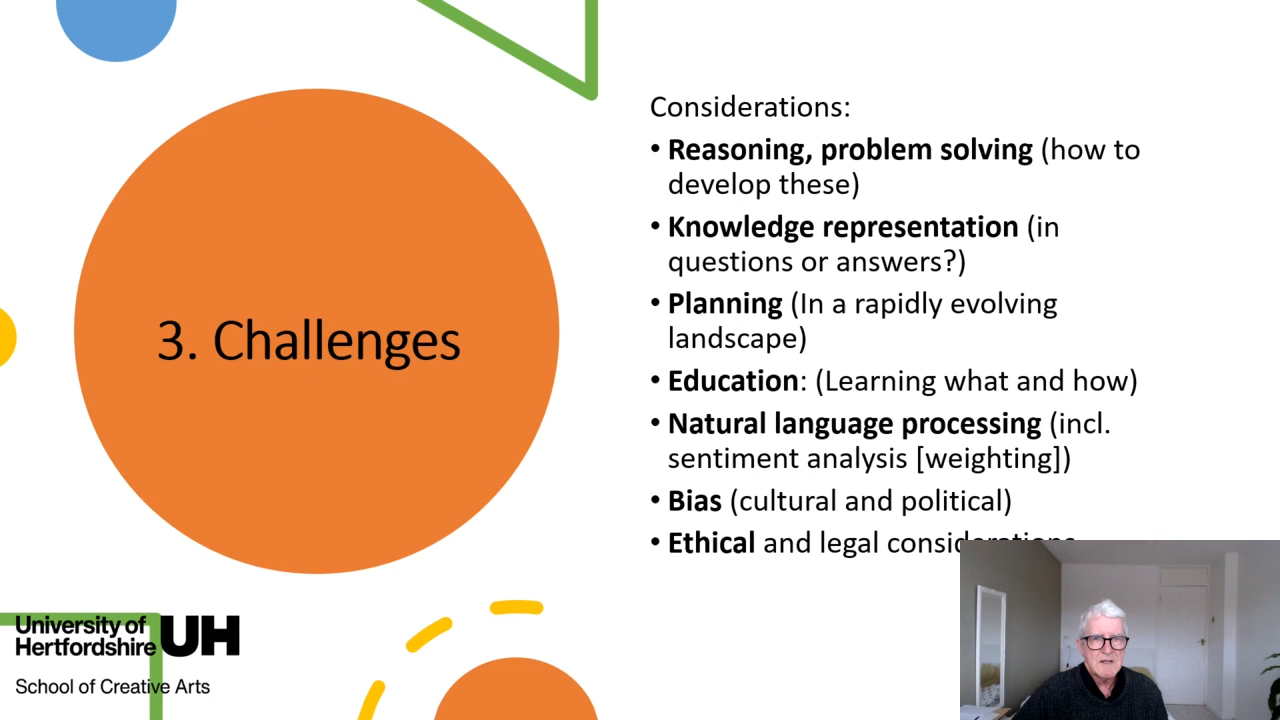 3. Challenges
Considerations:
• Reasoning, problem solving (how to
develop these)
• Knowledge representation (in
questions or answers?)
• Planning (In a rapidly evolving
landscape)
• Education: (Learning what and how)
• Natural language processing (incl.
sentiment analysis [weighting])
• Bias (cultural and political)
• Ethical and legal considerations
University of
Hertfordshire UH
School of Creative Arts